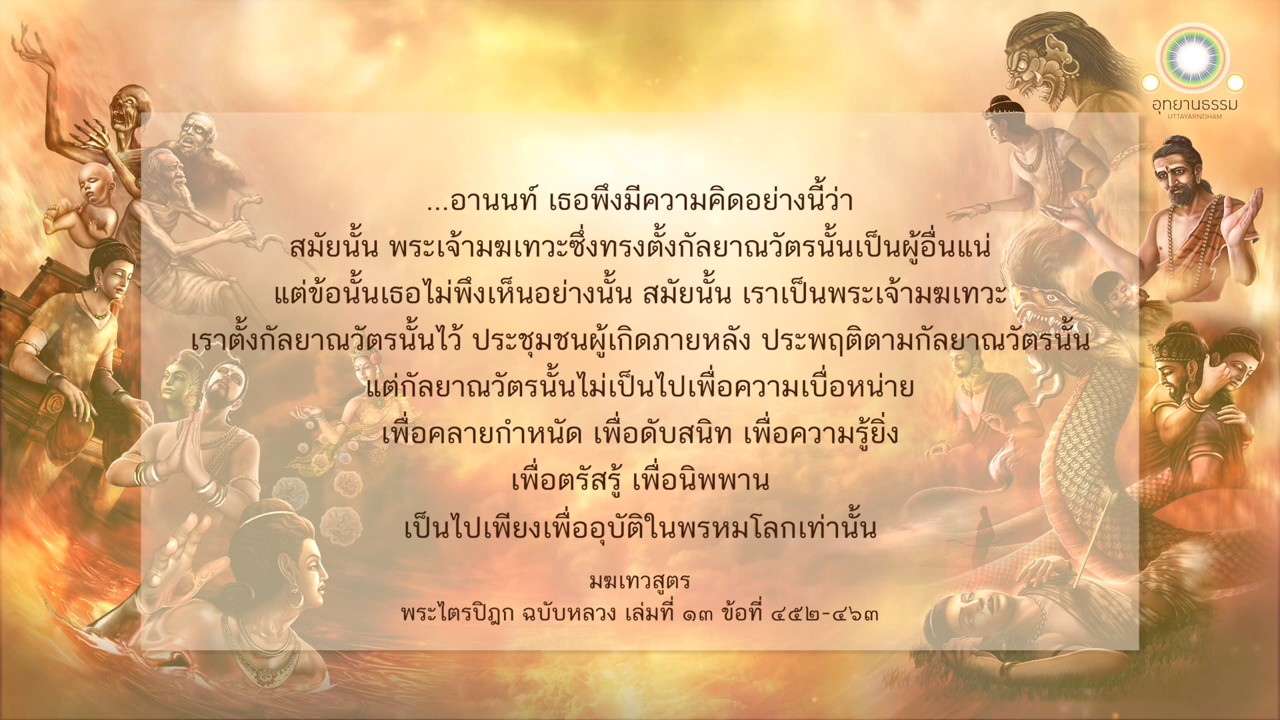 อุทยานธรรม
UTTAYARNDHAM
...อานนท์ เธอพึงมีความคิดอย่างนี้ว่า
สมัยนั้น พระเจ้ามฆเทวะซึ่งทรงตั้งกัลยาณวัตรนั้นเป็นผู้อื่นแน่
แต่ข้อนั้นเธอไม่พึงเห็นอย่างนั้น สมัยนั้น เราเป็นพระเจ้ามฆเทวะ
เราตั้งกัลยาณวัตรนั้นไว้ ประชุมชนผู้เกิดภายหลัง ประพฤติตามกัลยาณวัตรนั้น
แต่กัลยาณวัตรนั้นไม่เป็นไปเพื่อความเบื่อหน่าย
เพื่อคลายกำหนัด เพื่อดับสนิท เพื่อความรู้ยิ่ง
เพื่อตรัสรู้ เพื่อนิพพาน
เป็นไปเพียงเพื่ออุบัติในพรหมโลกเท่านั้น
มฆเทวสูตร
พระไตรปิฎก ฉบับหลวง เล่มที่ ๑๓ ข้อที่ ๔๕๒-๔๖๓